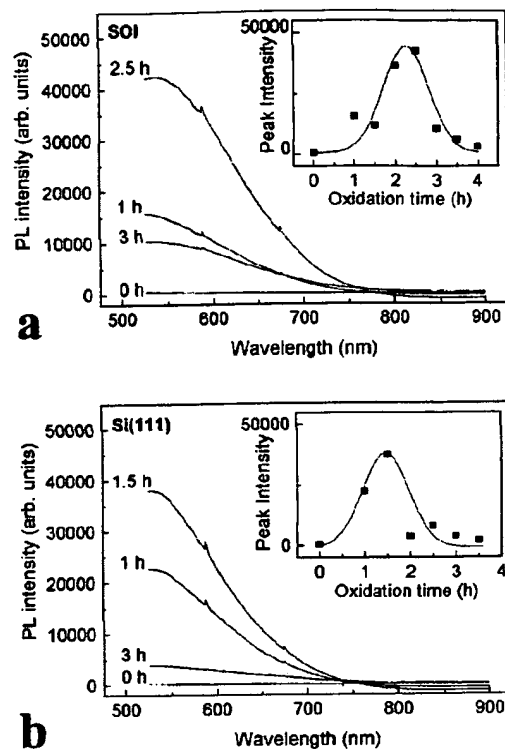 50000
SOI
2.5 h
40000
30000
20000
1 h
10000
3 h
0 h
0
PL intensity (arb. units)
500 600 700 800 900
Wavelength (nm)
50000
0
Peak Intensity
0 1 2 3 4
Oxidation time (h)
a
50000
Si(111)
40000
1.5 h
30000
20000
1 h
10000
3 h
0 h
0
PL intensity (arb. units)
500 600 700 800 900
Wavelength (nm)
50000
0
Peak Intensity
0 1 2 3 4
Oxidation time (h)
b